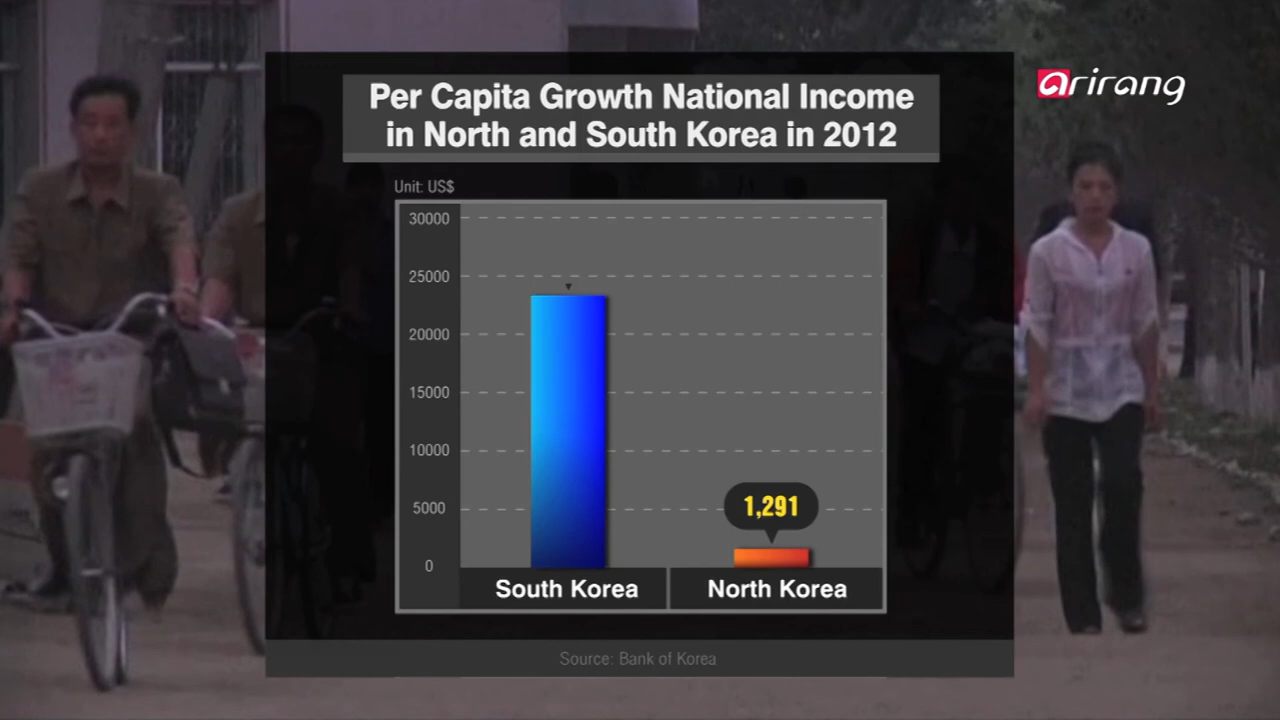 arirang
Per Capita Growth National Income
in North and South Korea in 2012
Unit: US$
30000
25000
20000
15000
10000
5000
0
1,291
South Korea
North Korea
Source: Bank of Korea